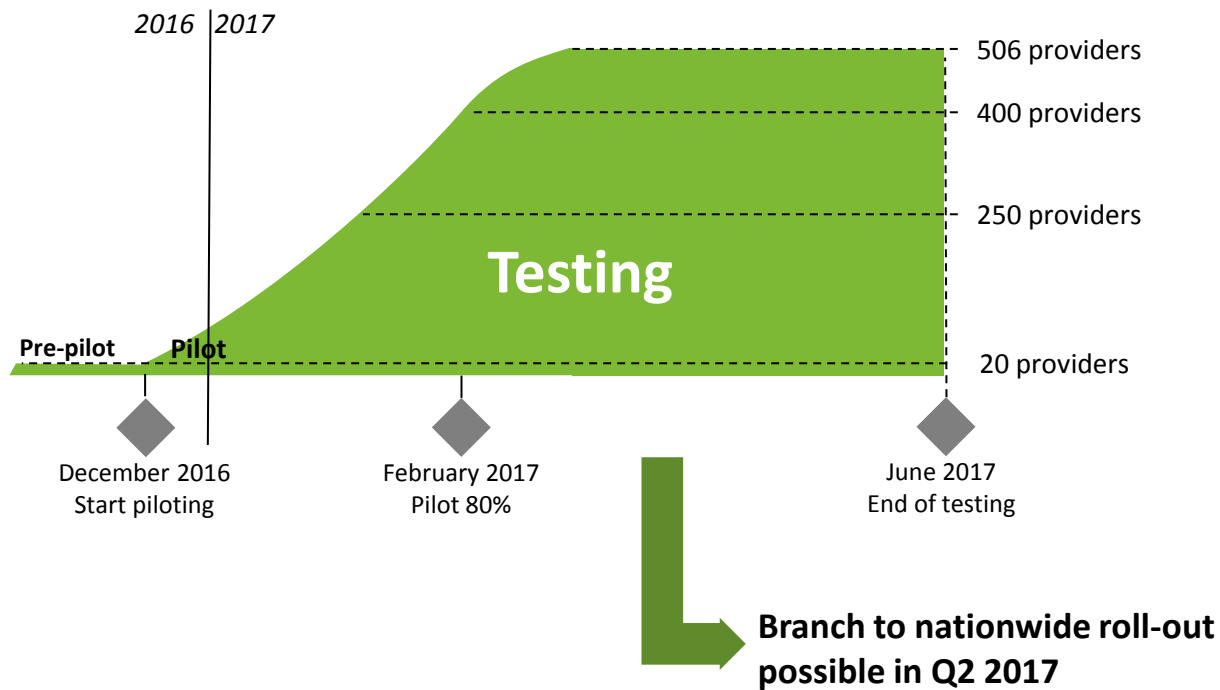 2016 2017
506 providers
400 providers
250 providers
Testing
Pre-pilot Pilot
20 providers
December 2016
Start piloting
February 2017
Pilot 80%
June 2017
End of testing
Branch to nationwide roll-out
possible in Q2 2017